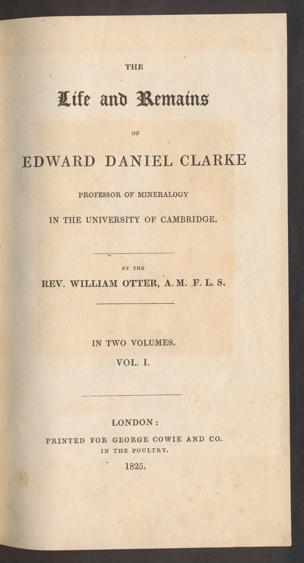 THE
Life and Remains
OF
EDWARD DANIEL CLARKE
PROFESSOR OF MINERALOGY
IN THE UNIVERSITY OF CAMBRIDGE.
BY THE
REV. WILLIAM OTTER, A.M. F.L.S.
IN TWO VOLUMES.
VOL. I.
LONDON:
PRINTED FOR GEORGE COWIE AND CO.
IN THE POULTRY.
1825.